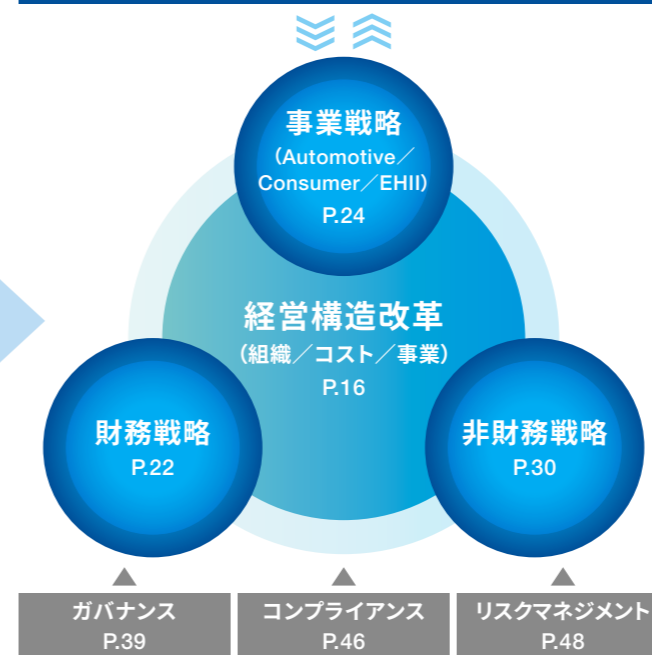 事業戦略
（Automotive／
Consumer／EHII）
P.24
経営構造改革
（組織／コスト／事業）
P.16
財務戦略
P.22
非財務戦略
P.30
ガバナンス
P.39
コンプライアンス
P.46
リスクマネジメント
P.48